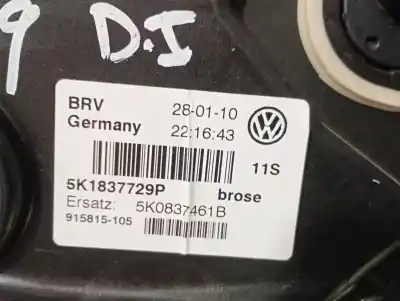 9 D.I
BRV 28-01-10
Germany 22:16:43
11S
5K1837729P brose
Ersatz: 5K0837461B
915815-105